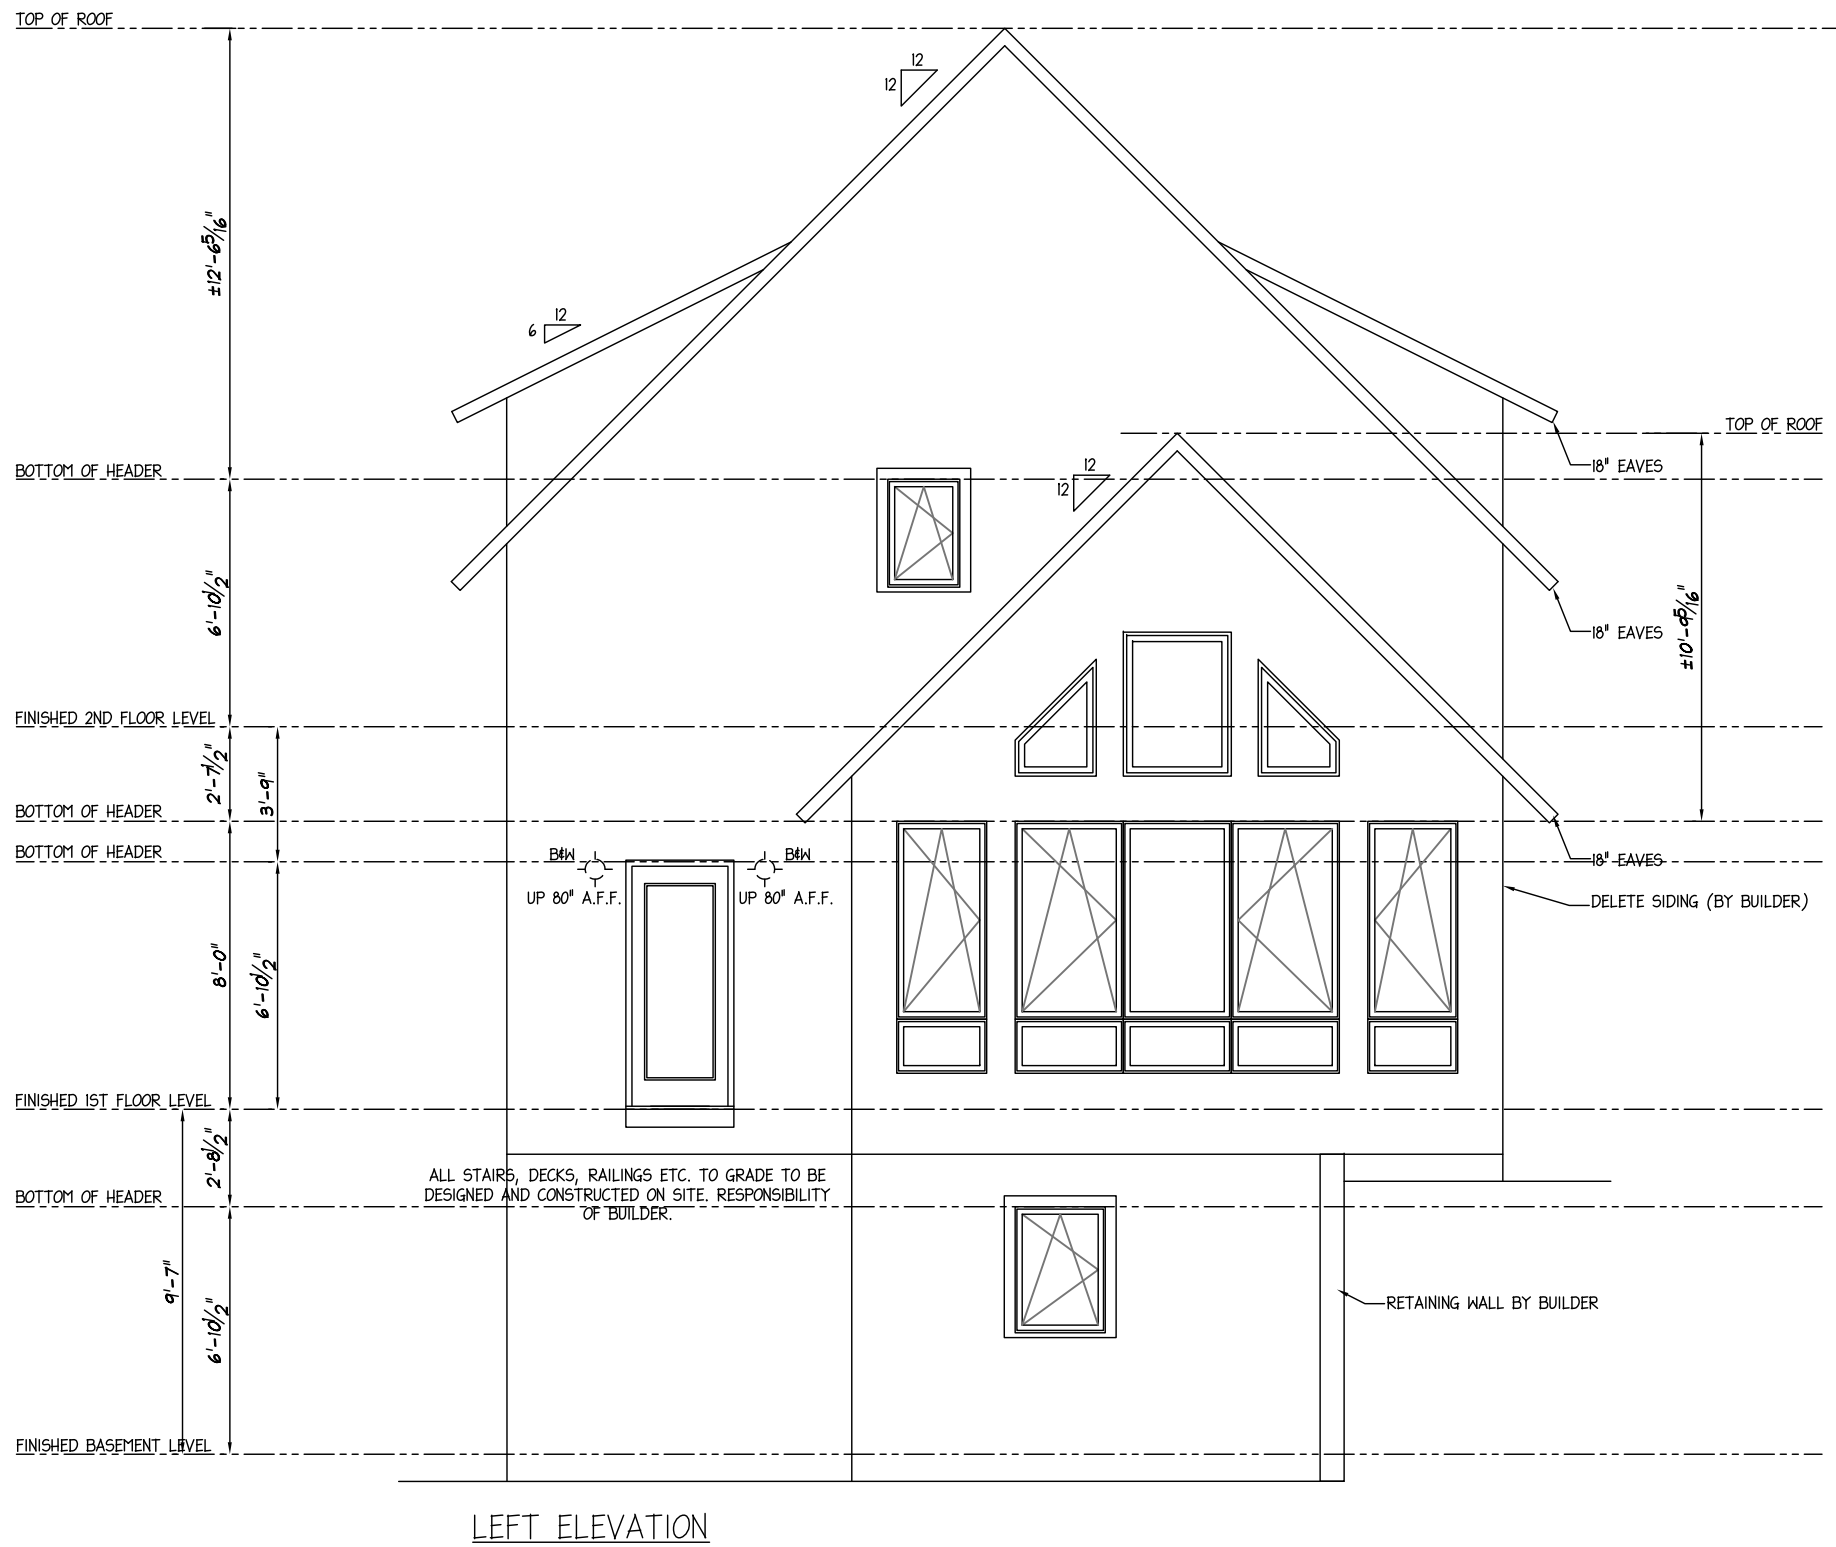 TOP OF ROOF
12
12
±12'-6 5/16"
12
6
TOP OF ROOF
18" EAVES
BOTTOM OF HEADER
12
12
6'-10 1/2"
18" EAVES
±10'-9 5/16"
FINISHED 2ND FLOOR LEVEL
2'-7 1/2"
3'-9"
BOTTOM OF HEADER
BOTTOM OF HEADER
B&W
B&W
18" EAVES
UP 80" A.F.F.
UP 80" A.F.F.
DELETE SIDING (BY BUILDER)
8'-0"
6'-10 1/2"
FINISHED 1ST FLOOR LEVEL
2'-8 1/2"
ALL STAIRS, DECKS, RAILINGS ETC. TO GRADE TO BE
DESIGNED AND CONSTRUCTED ON SITE. RESPONSIBILITY
OF BUILDER.
BOTTOM OF HEADER
9'-7"
6'-10 1/2"
RETAINING WALL BY BUILDER
FINISHED BASEMENT LEVEL
LEFT ELEVATION